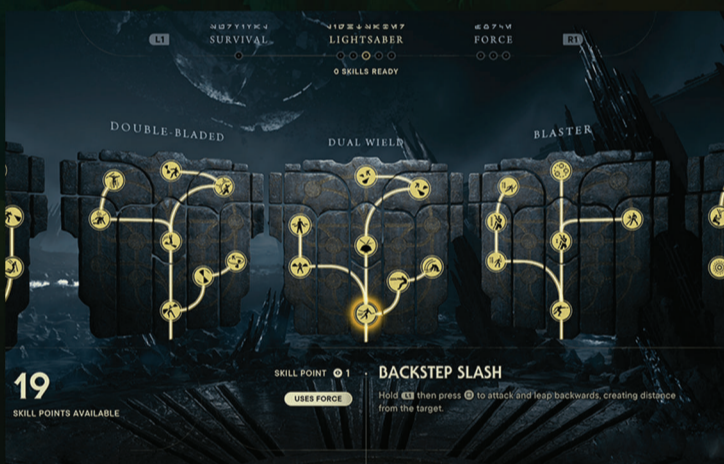 SURVIVAL
LIGHTSABER
FORCE
L1
R1
0 SKILLS READY
DOUBLE-BLADED
DUAL WIELD
BLASTER
19
SKILL POINTS AVAILABLE
SKILL POINT 1
USES FORCE
BACKSTEP SLASH
Hold L1 then press to attack and leap backwards, creating distance
from the target.